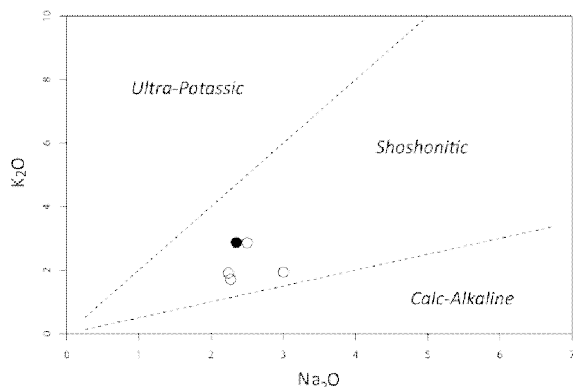 10
8
6
4
2
0
K₂O
Ultra-Potassic
Shoshonitic
Calc-Alkaline
0 1 2 3 4 5 6 7
Na₂O